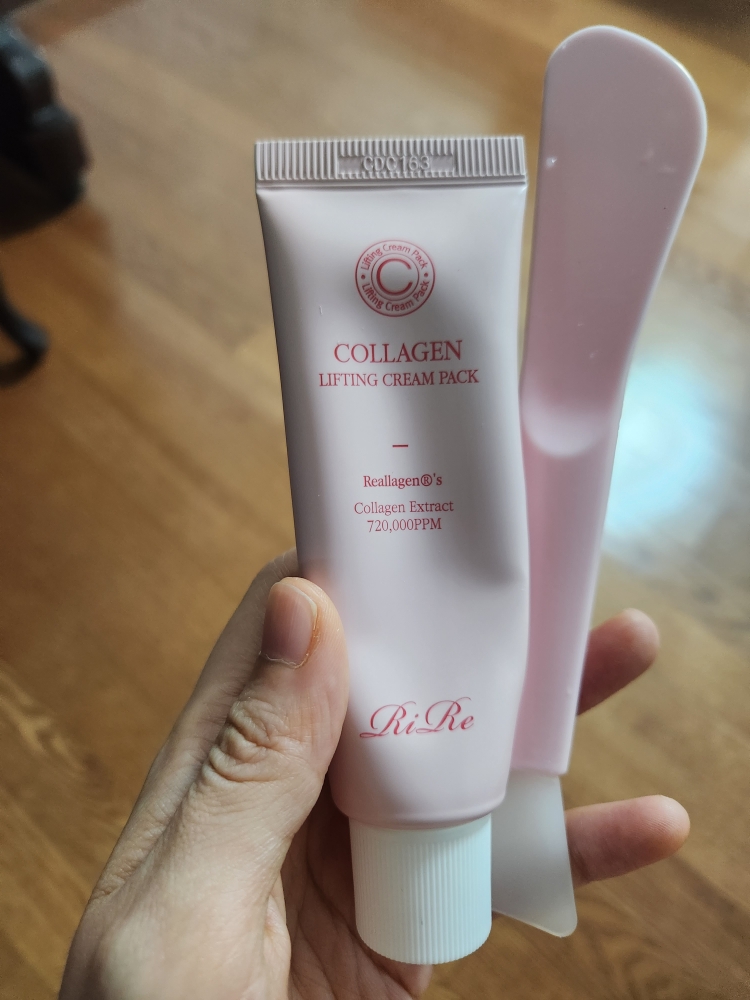 CDC163
Lifting Cream Pack
C
Lifting Cream Pack
COLLAGEN
LIFTING CREAM PACK
Reallagen®'s
Collagen Extract
720,000PPM
RiRe